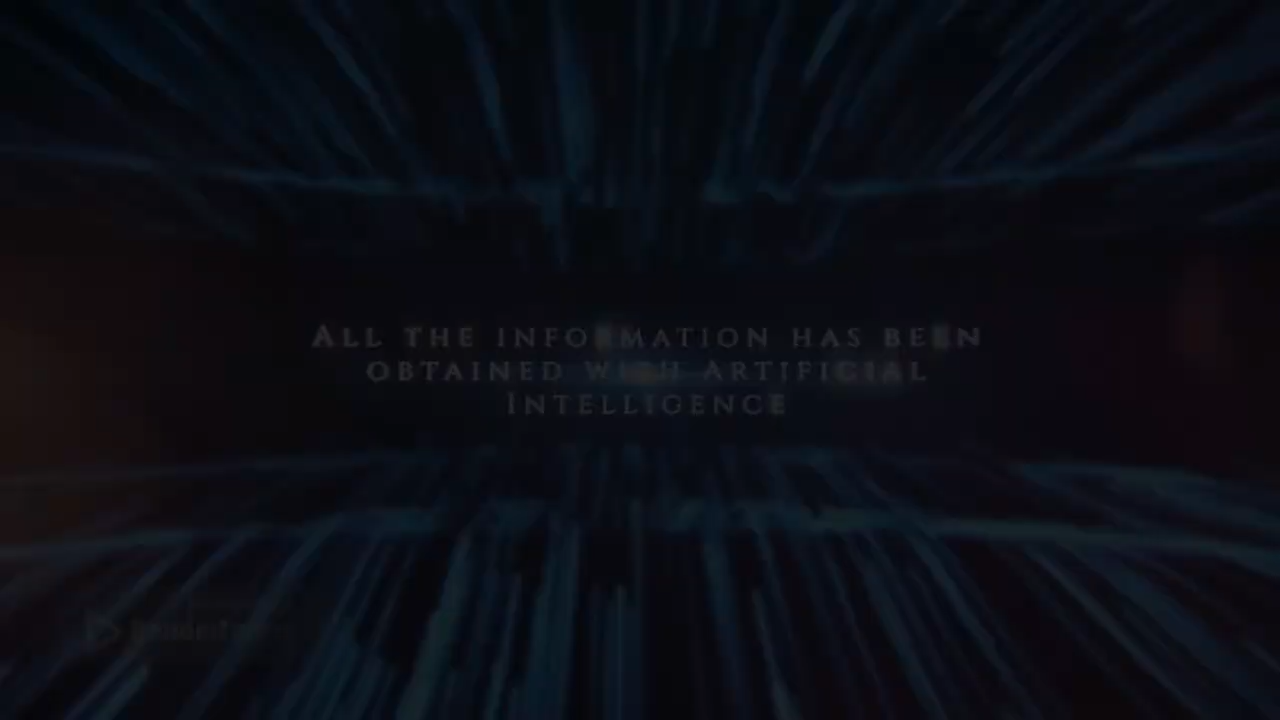 All the information has been
obtained with Artificial
Intelligence